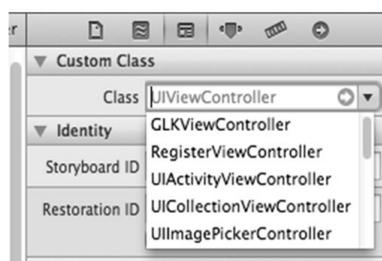 r
Custom Class
Class UIViewController
GLKViewController
Identity
RegisterViewController
Storyboard ID
UIActivityViewController
Restoration ID
UICollectionViewController
UIImagePickerController